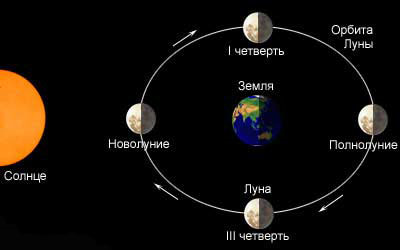 I четверть
Орбита
Луны
Земля
Новолуние
Полнолуние
Солнце
Луна
III четверть